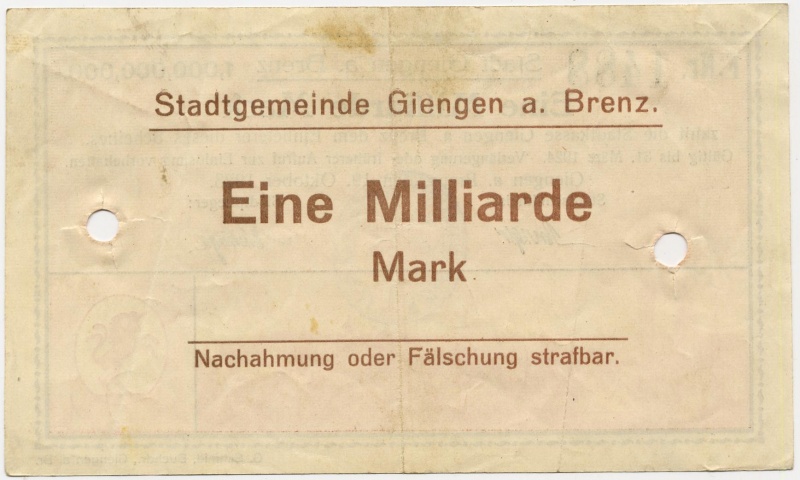 Stadtgemeinde Giengen a. Brenz.
Eine Milliarde
Mark
Nachahmung oder Fälschung strafbar.